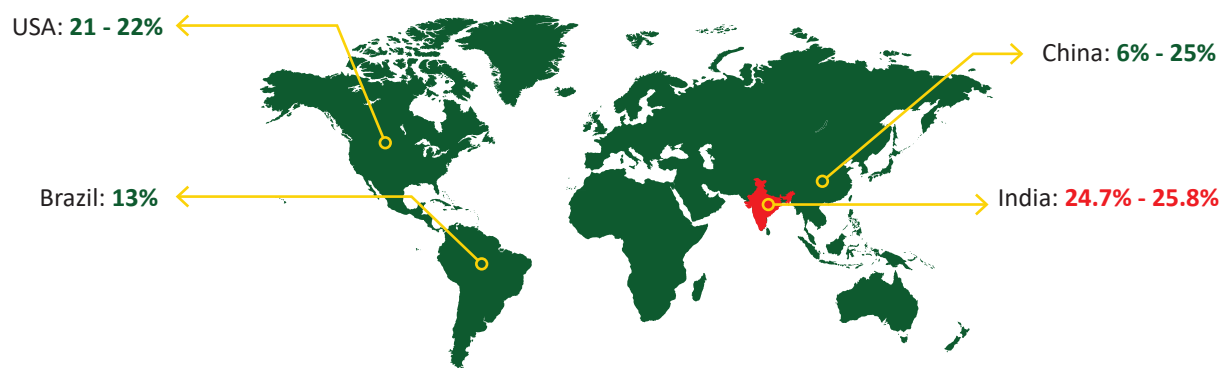 USA: 21 - 22%
China: 6% - 25%
Brazil: 13%
India: 24.7% - 25.8%